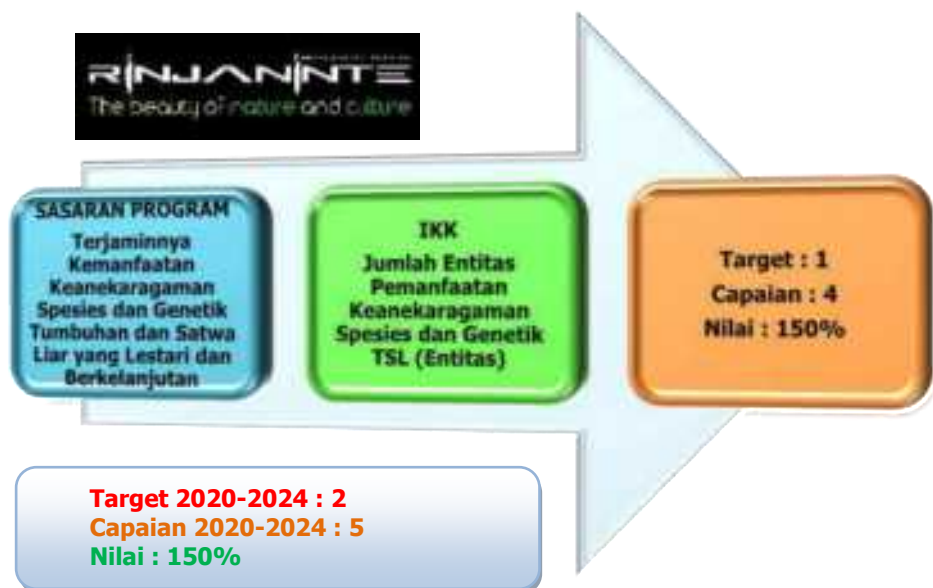 RINJANINTE
The beauty of nature and culture
SASARAN PROGRAM
Terjaminnya
Kemanfaatan
Keanekaragaman
Spesies dan Genetik
Tumbuhan dan Satwa
Liar yang Lestari dan
Berkelanjutan
IKK
Jumlah Entitas
Pemanfaatan
Keanekaragaman
Spesies dan Genetik
TSL (Entitas)
Target : 1
Capaian : 4
Nilai : 150%
Target 2020-2024 : 2
Capaian 2020-2024 : 5
Nilai : 150%